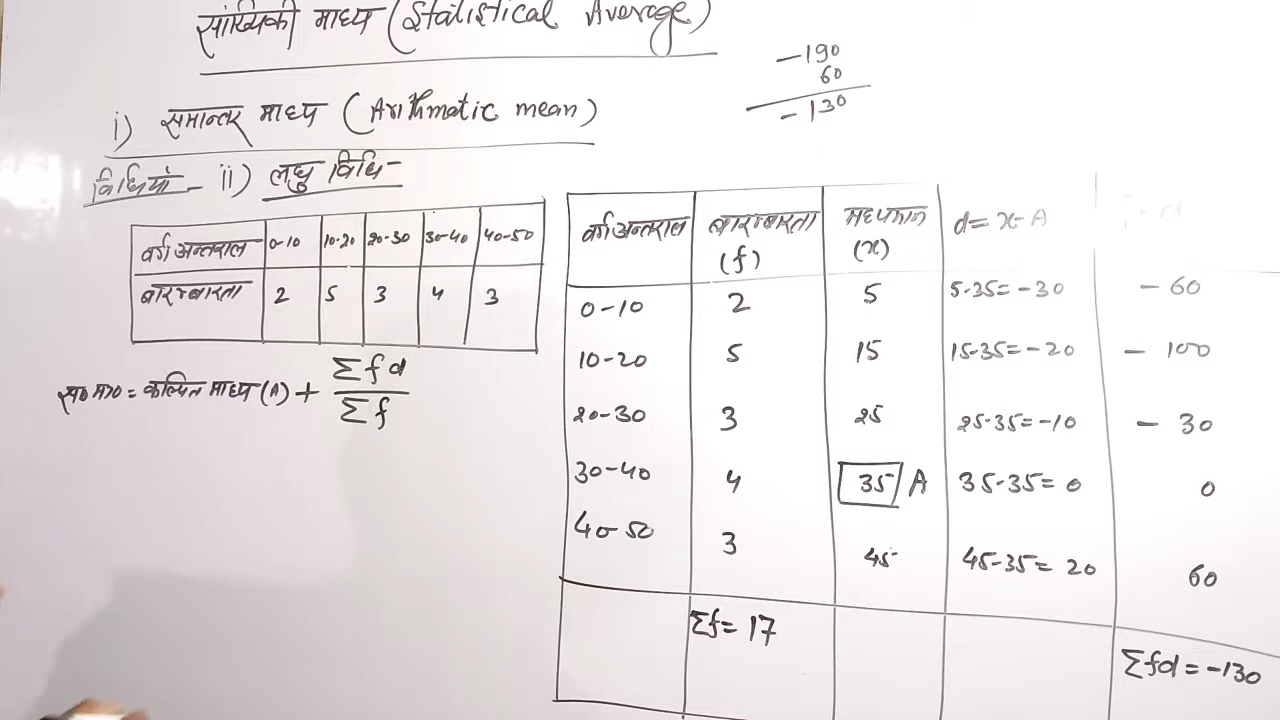 सांख्यिकी माध्य (Statistical Average)
-190
60
-130
i) समान्तर माध्य (Arithmatic mean)
विधियां - ii) लघु विधि-
वर्ग अन्तराल 0-10 10-20 20-30 30-40 40-50
बारम्बारता 2 5 3 4 3
स० मा० = कल्पित माध्य (A) + Σfd / Σf
वर्ग अन्तराल बारम्बारता (f) मध्यमान (x) d = x-A
0-10 2 5 5-35=-30 -60
10-20 5 15 15-35=-20 -100
20-30 3 25 25-35=-10 -30
30-40 4 35 A 35-35=0 0
40-50 3 45 45-35=20 60
Σf=17 Σfd=-130